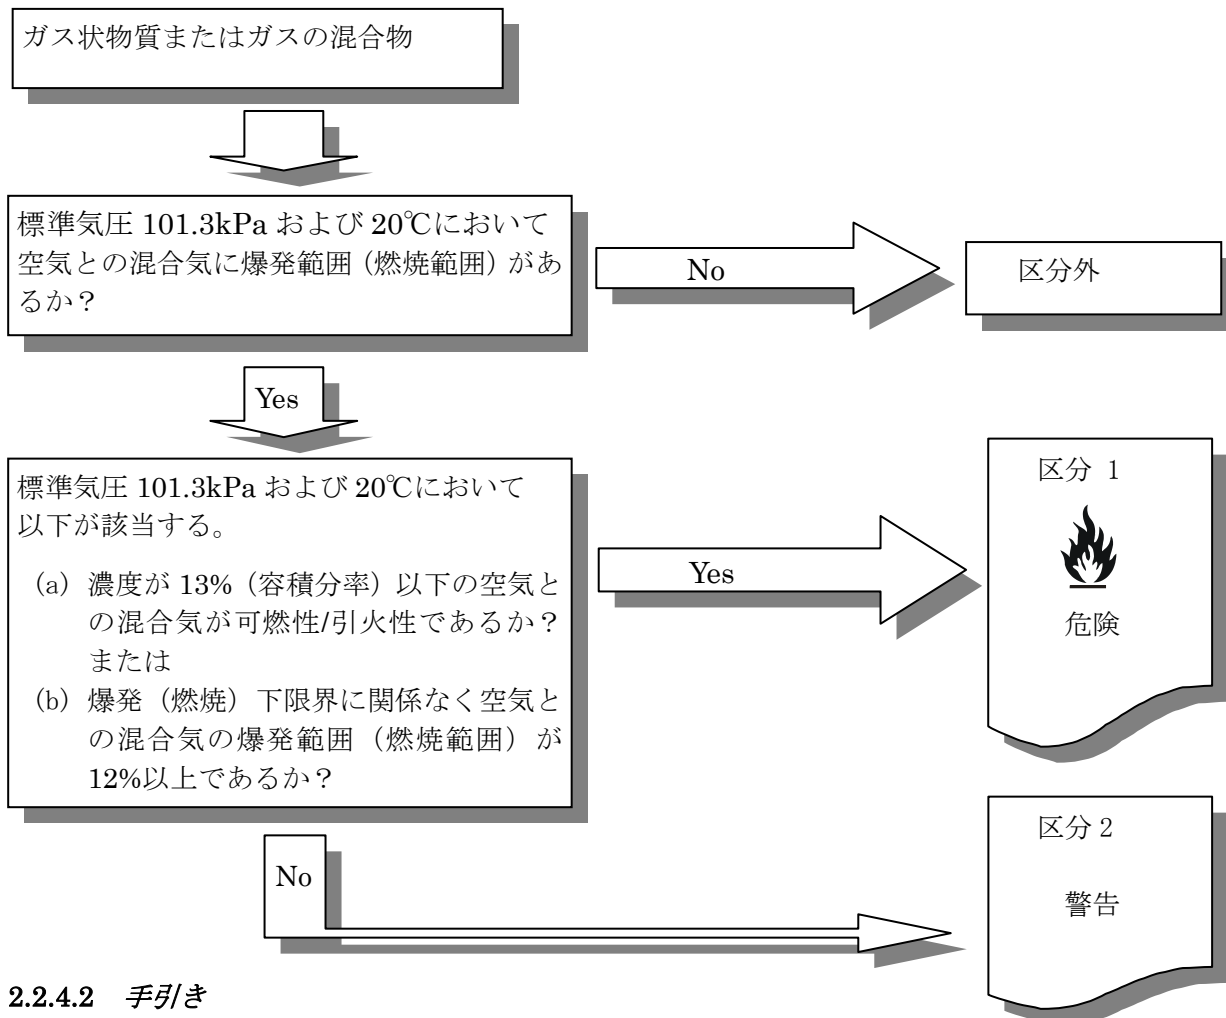 ガス状物質またはガスの混合物
標準気圧 101.3kPa および 20℃において
空気との混合気に爆発範囲（燃焼範囲）があ
るか？
No
区分外
Yes
標準気圧 101.3kPa および 20℃において
以下が該当する。
(a) 濃度が 13%（容積分率）以下の空気と
の混合気が可燃性/引火性であるか？
または
(b) 爆発（燃焼）下限界に関係なく空気と
の混合気の爆発範囲（燃焼範囲）が
12%以上であるか？
Yes
区分 1
危険
No
区分 2
警告
2.2.4.2 手引き